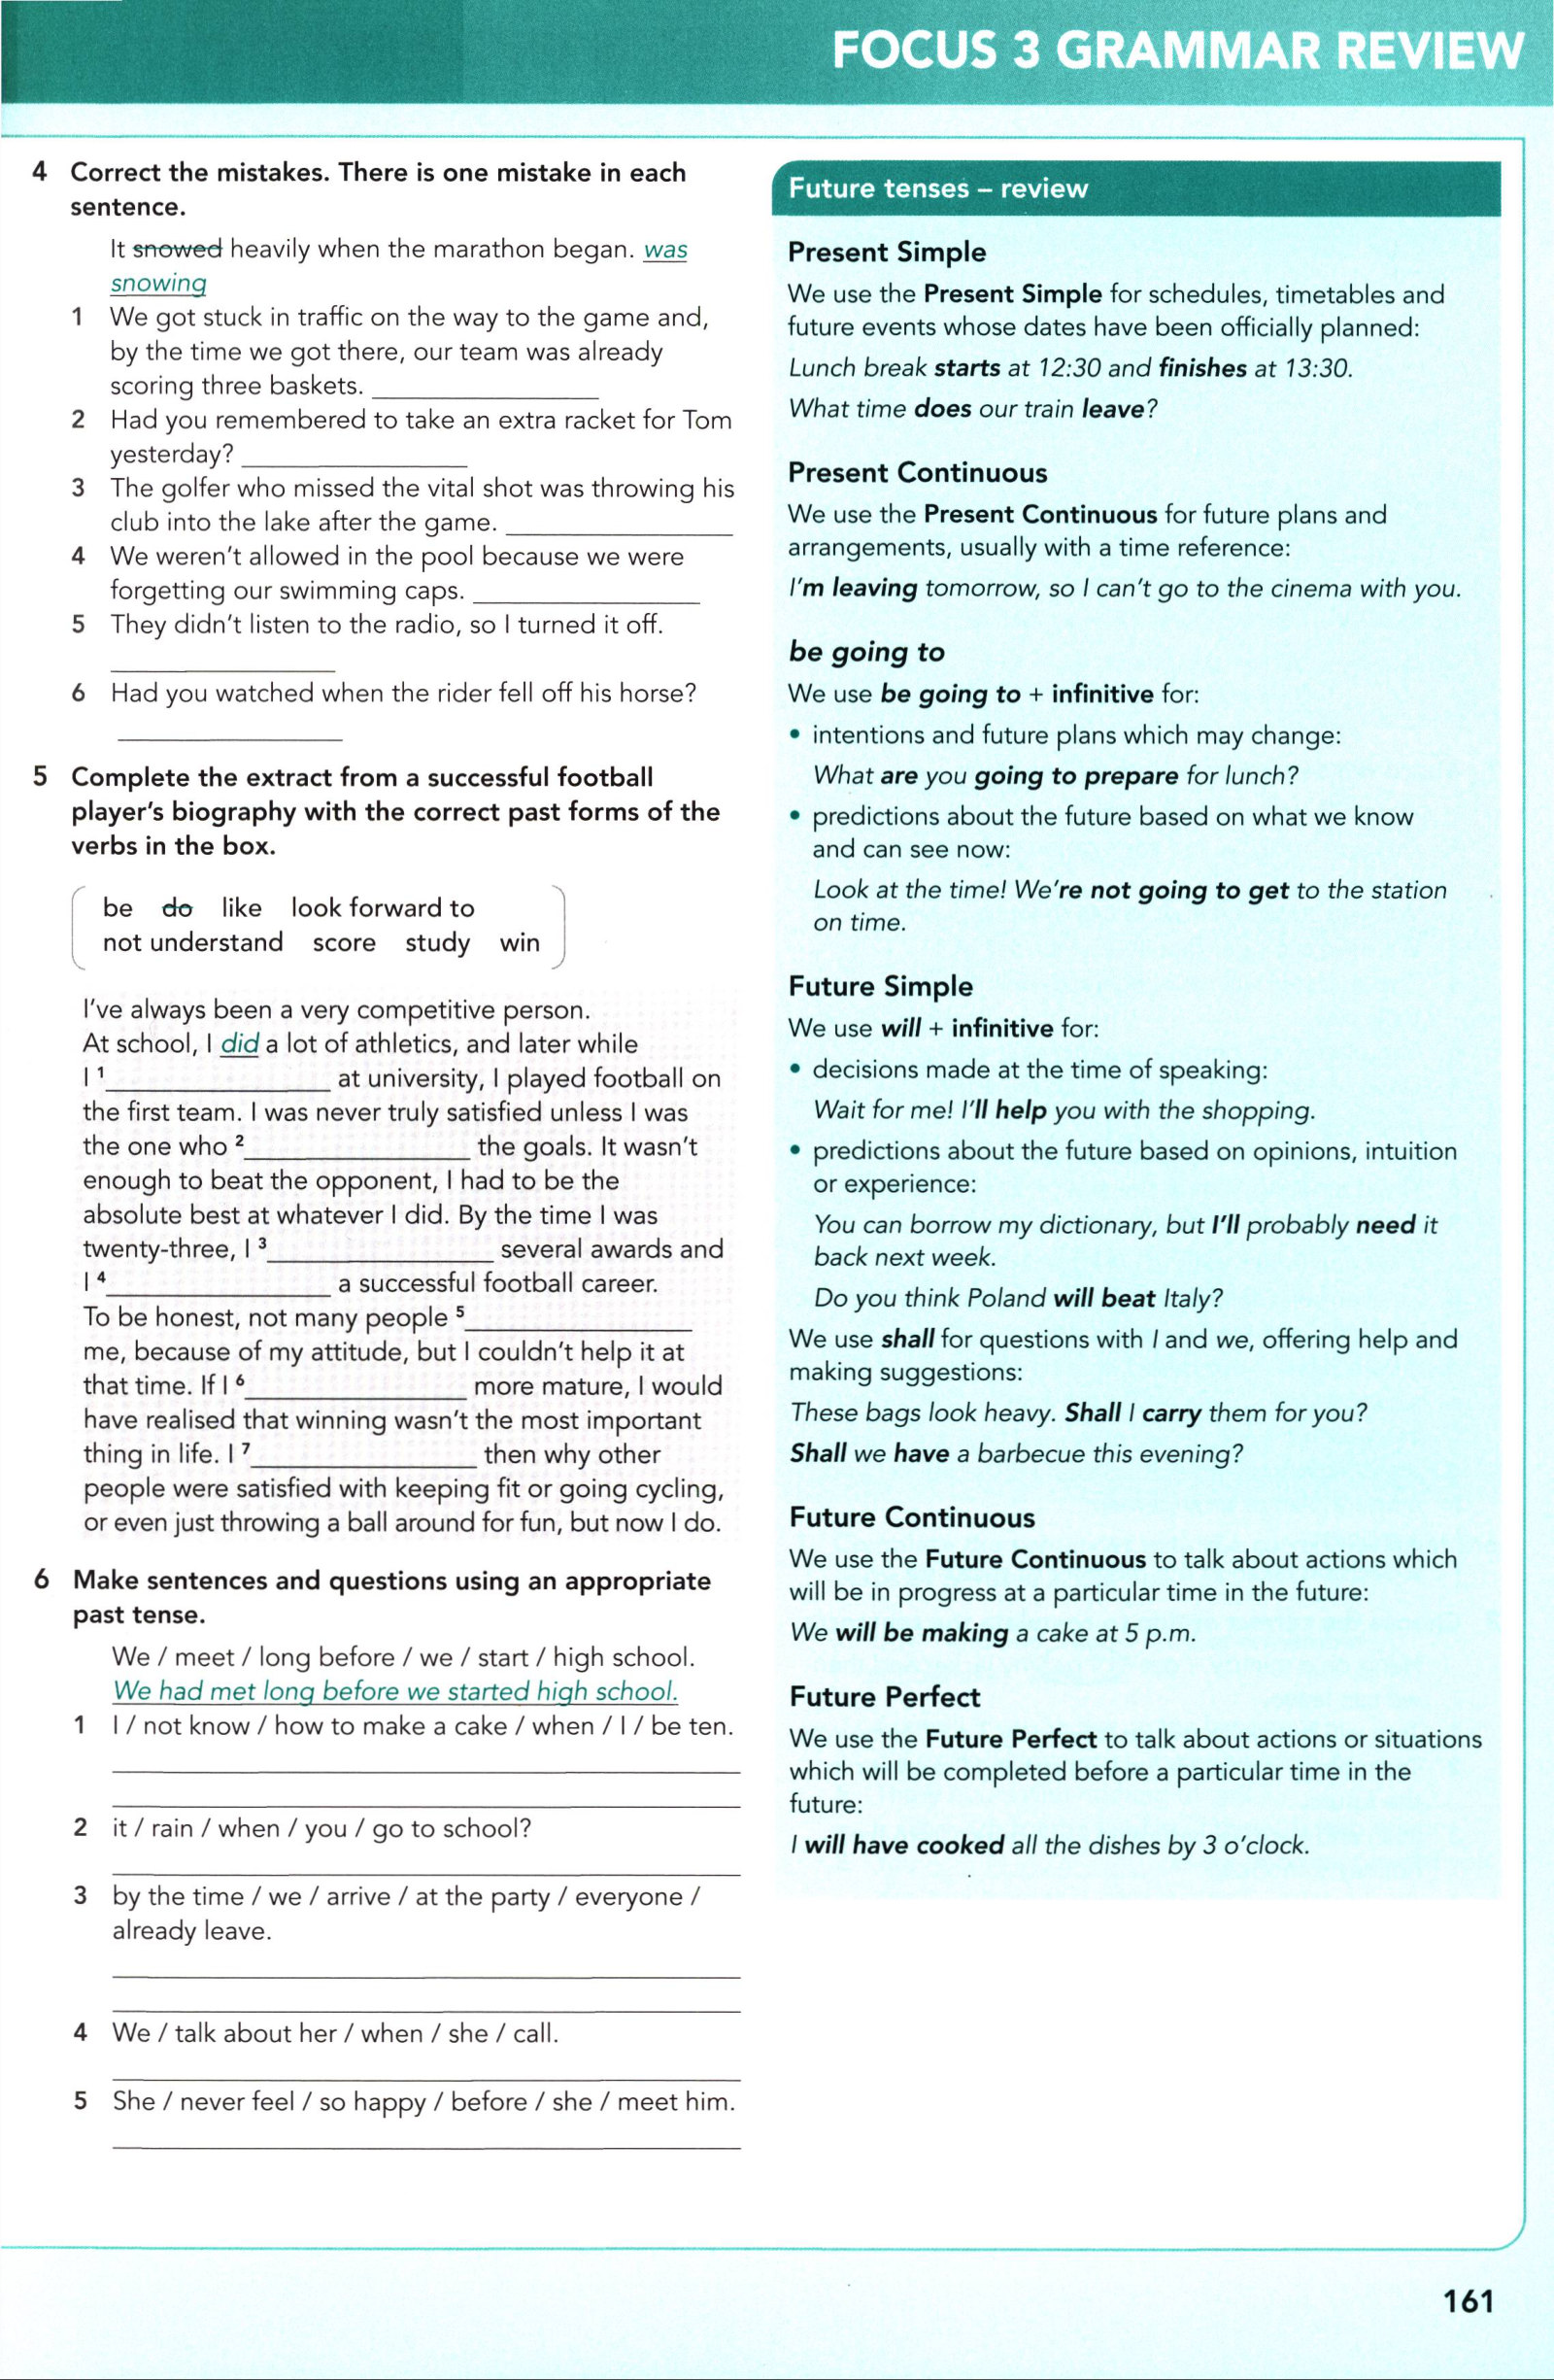 FOCUS 3 GRAMMAR REVIEW
4 Correct the mistakes. There is one mistake in each
sentence.
It snowed heavily when the marathon began. was
snowing
1 We got stuck in traffic on the way to the game and,
by the time we got there, our team was already
scoring three baskets. _______________
2 Had you remembered to take an extra racket for Tom
yesterday? _______________
3 The golfer who missed the vital shot was throwing his
club into the lake after the game. _______________
4 We weren't allowed in the pool because we were
forgetting our swimming caps. _______________
5 They didn't listen to the radio, so I turned it off.
_______________
6 Had you watched when the rider fell off his horse?
_______________
5 Complete the extract from a successful football
player's biography with the correct past forms of the
verbs in the box.
be do like look forward to
not understand score study win
I've always been a very competitive person.
At school, I did a lot of athletics, and later while
I 1_______________ at university, I played football on
the first team. I was never truly satisfied unless I was
the one who 2_______________ the goals. It wasn't
enough to beat the opponent, I had to be the
absolute best at whatever I did. By the time I was
twenty-three, I 3_______________ several awards and
I 4_______________ a successful football career.
To be honest, not many people 5_______________
me, because of my attitude, but I couldn't help it at
that time. If I 6_______________ more mature, I would
have realised that winning wasn't the most important
thing in life. I 7_______________ then why other
people were satisfied with keeping fit or going cycling,
or even just throwing a ball around for fun, but now I do.
6 Make sentences and questions using an appropriate
past tense.
We / meet / long before / we / start / high school.
We had met long before we started high school.
1 I / not know / how to make a cake / when / I / be ten.
2 it / rain / when / you / go to school?
3 by the time / we / arrive / at the party / everyone /
already leave.
4 We / talk about her / when / she / call.
5 She / never feel / so happy / before / she / meet him.
Future tenses – review
Present Simple
We use the Present Simple for schedules, timetables and
future events whose dates have been officially planned:
Lunch break starts at 12:30 and finishes at 13:30.
What time does our train leave?
Present Continuous
We use the Present Continuous for future plans and
arrangements, usually with a time reference:
I'm leaving tomorrow, so I can't go to the cinema with you.
be going to
We use be going to + infinitive for:
• intentions and future plans which may change:
What are you going to prepare for lunch?
• predictions about the future based on what we know
and can see now:
Look at the time! We're not going to get to the station
on time.
Future Simple
We use will + infinitive for:
• decisions made at the time of speaking:
Wait for me! I'll help you with the shopping.
• predictions about the future based on opinions, intuition
or experience:
You can borrow my dictionary, but I'll probably need it
back next week.
Do you think Poland will beat Italy?
We use shall for questions with I and we, offering help and
making suggestions:
These bags look heavy. Shall I carry them for you?
Shall we have a barbecue this evening?
Future Continuous
We use the Future Continuous to talk about actions which
will be in progress at a particular time in the future:
We will be making a cake at 5 p.m.
Future Perfect
We use the Future Perfect to talk about actions or situations
which will be completed before a particular time in the
future:
I will have cooked all the dishes by 3 o'clock.
161